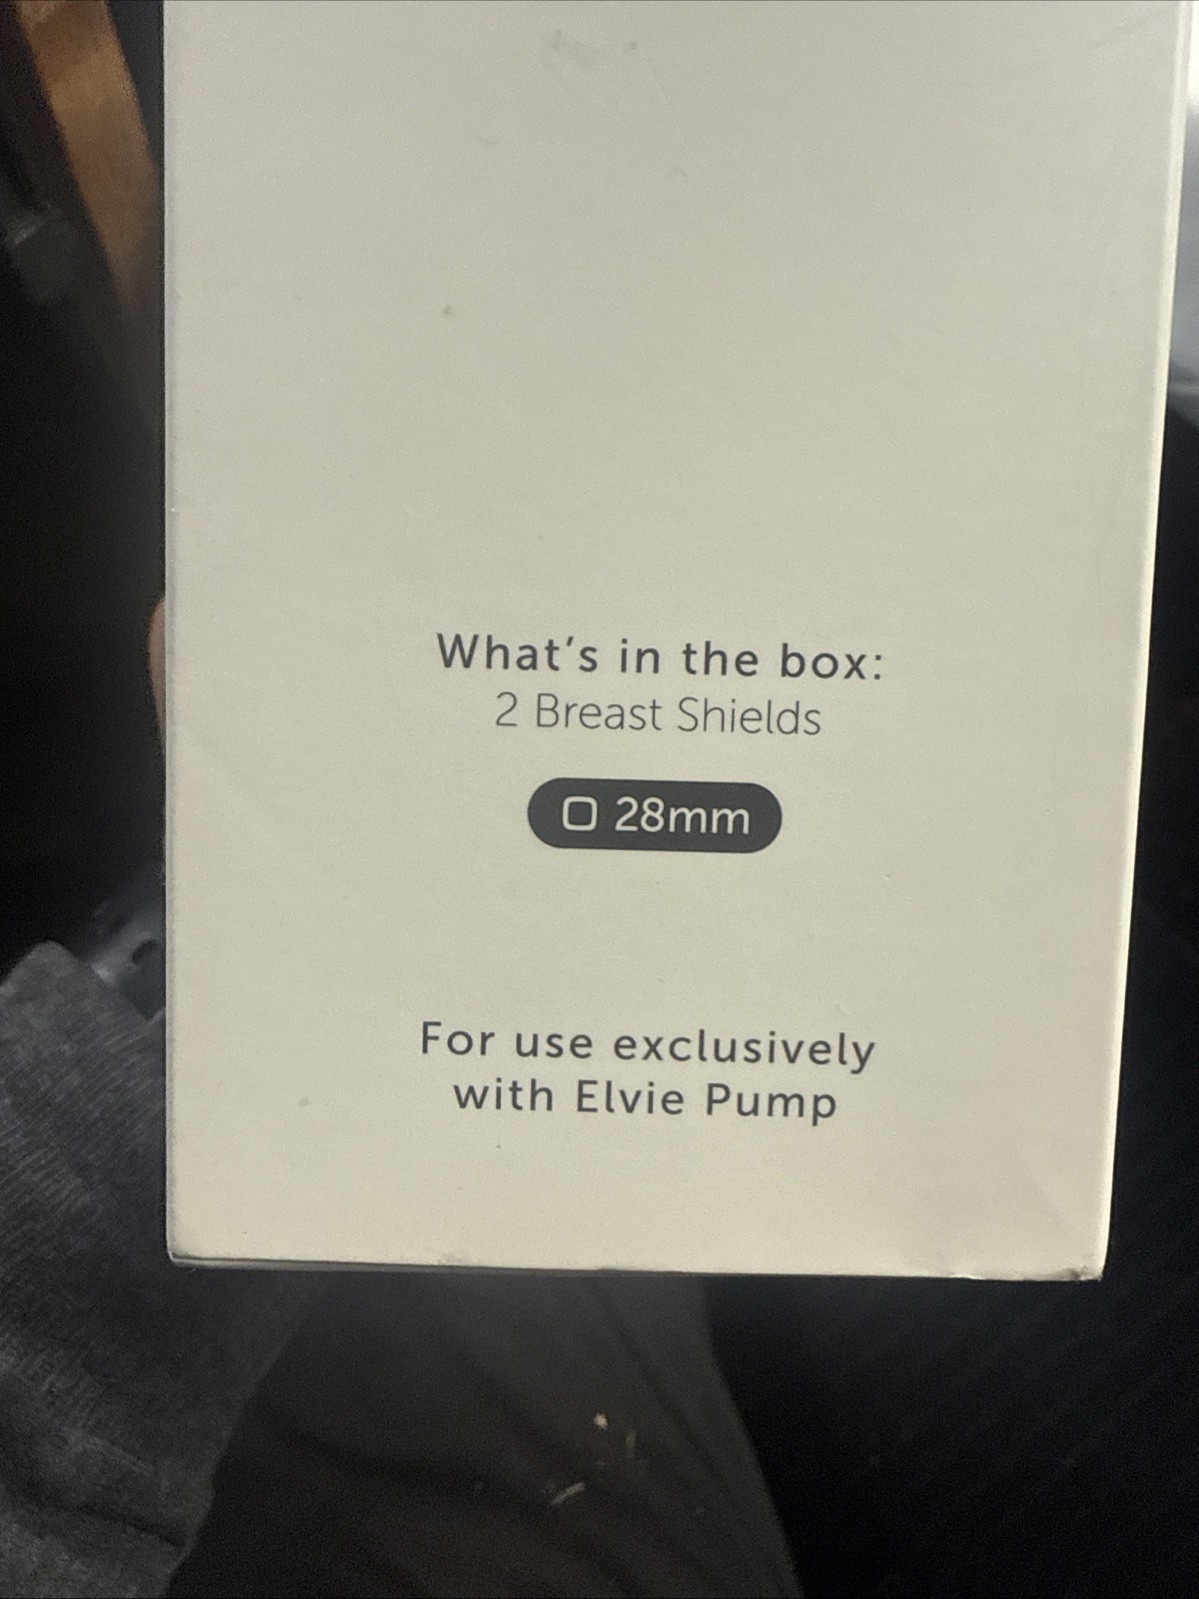 What's in the box:
2 Breast Shields
28mm
For use exclusively
with Elvie Pump